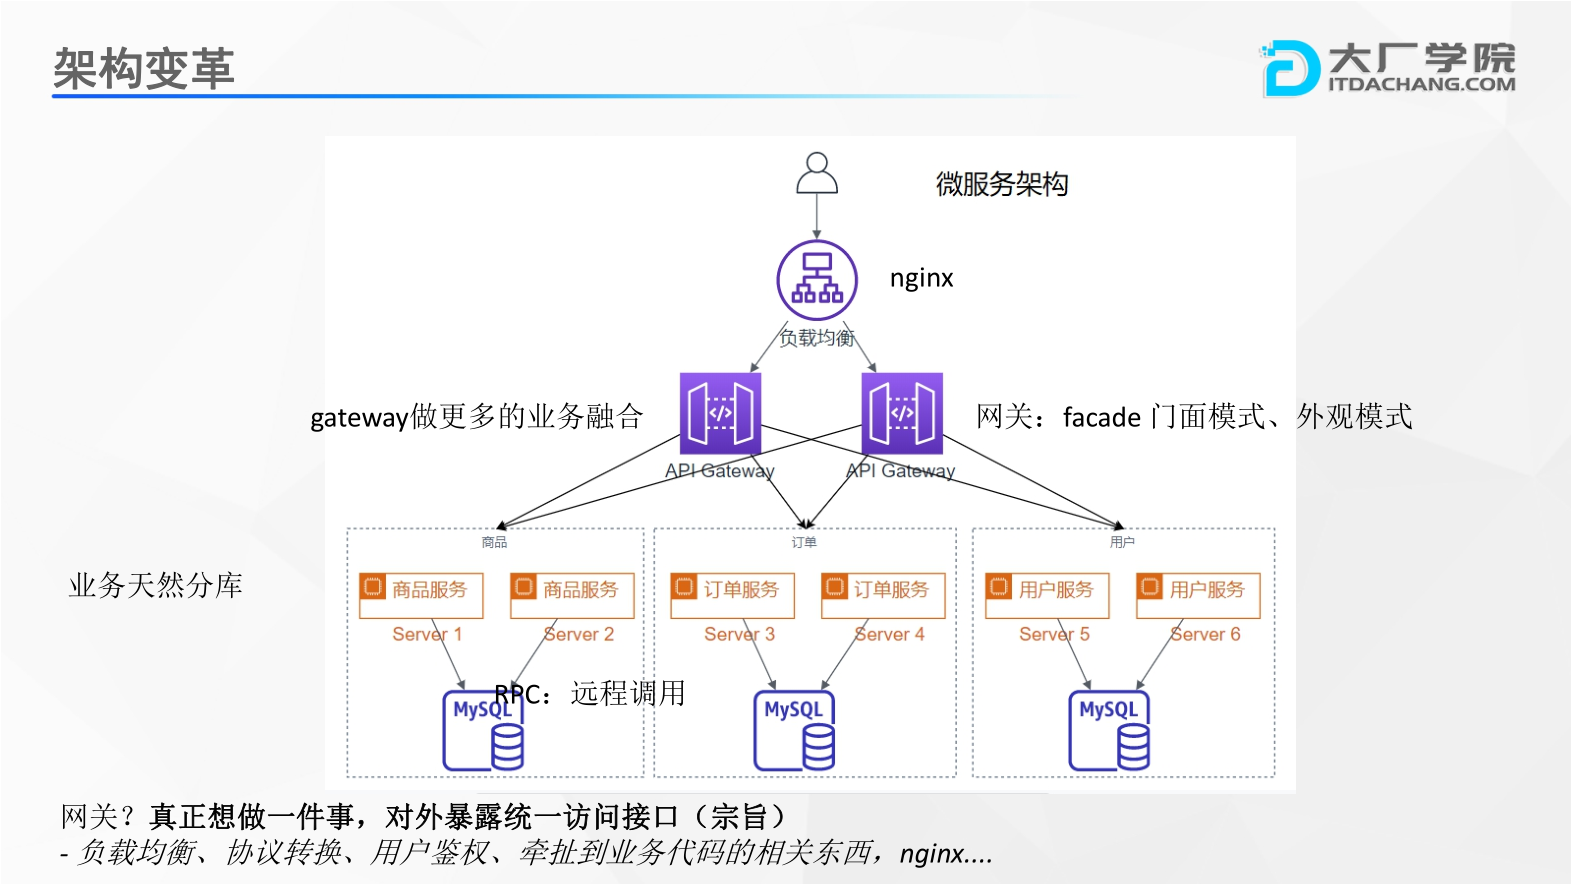 架构变革
大厂学院
ITDACHANG.COM
微服务架构
nginx
负载均衡
gateway做更多的业务融合
网关：facade 门面模式、外观模式
API Gateway
API Gateway
商品
订单
用户
业务天然分库
商品服务
商品服务
订单服务
订单服务
用户服务
用户服务
Server 1
Server 2
Server 3
Server 4
Server 5
Server 6
RPC：远程调用
MySQL
MySQL
MySQL
网关？真正想做一件事，对外暴露统一访问接口（宗旨）
- 负载均衡、协议转换、用户鉴权、牵扯到业务代码的相关东西，nginx....